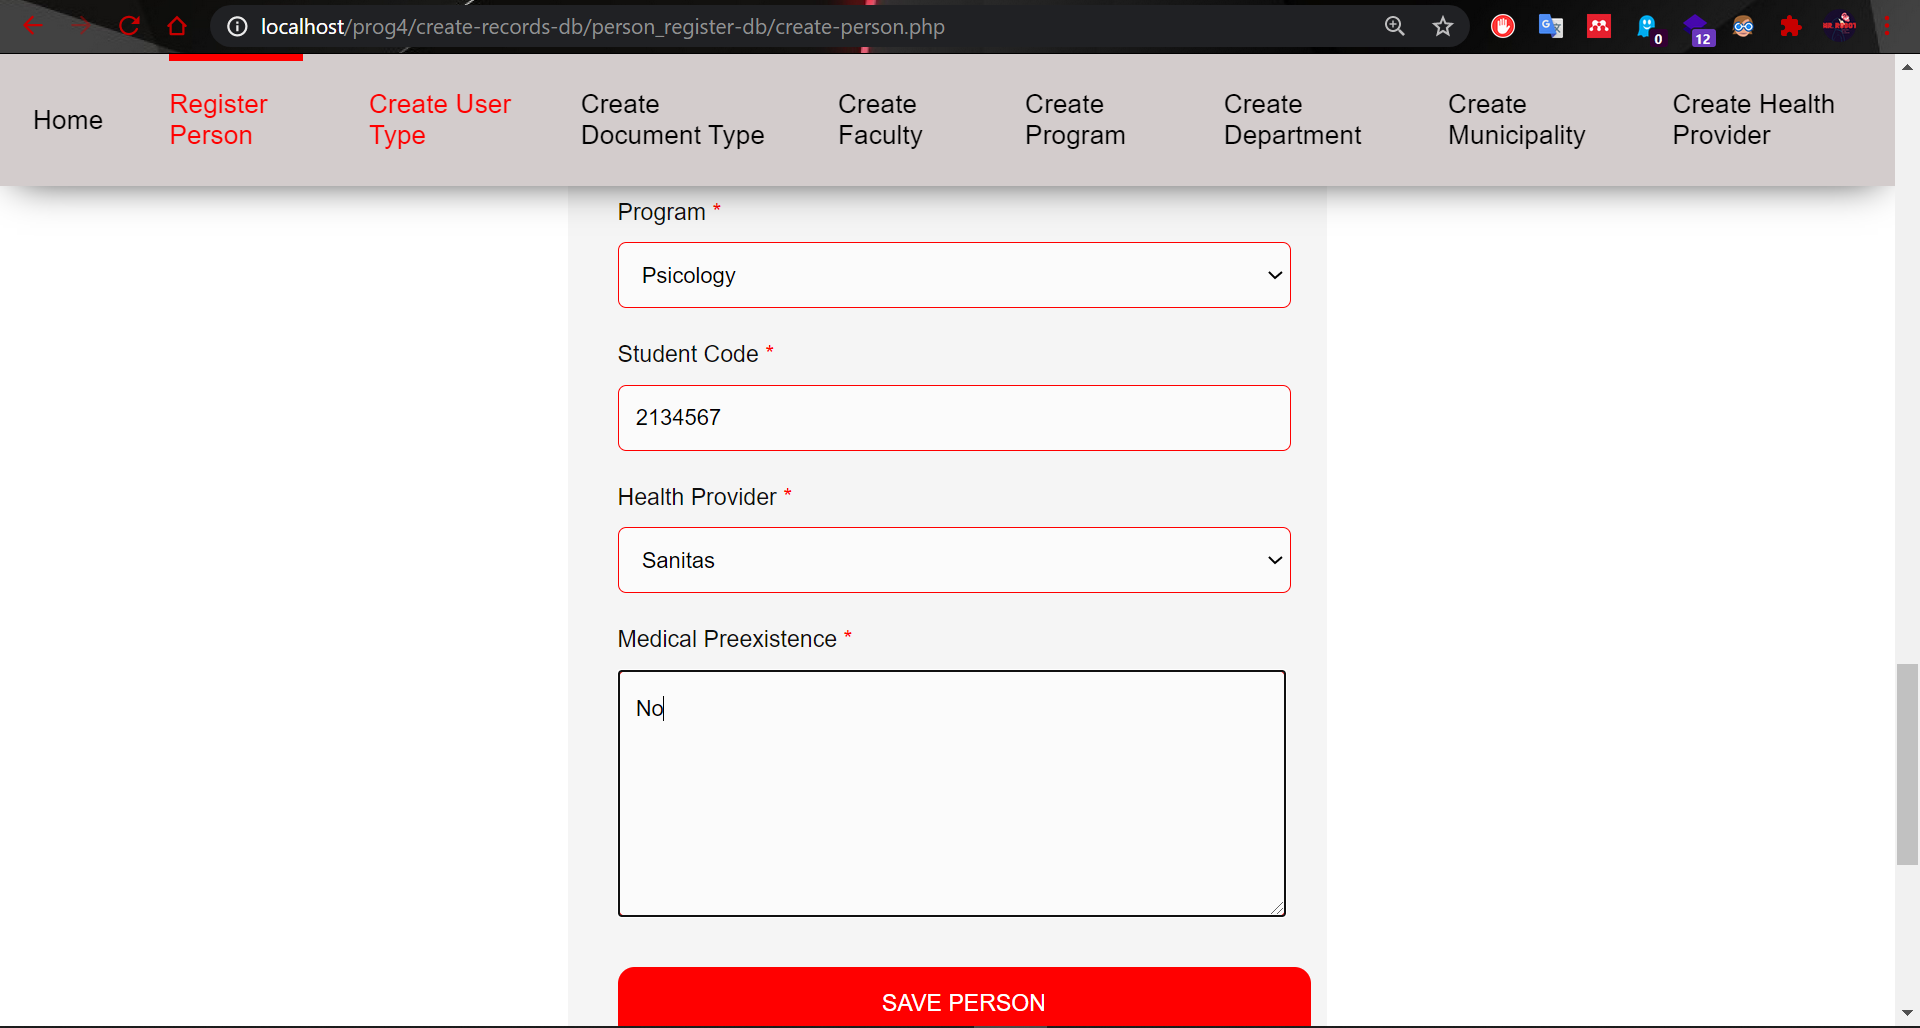 localhost/prog4/create-records-db/person_register-db/create-person.php
0
12
Home
Register
Person
Create User
Type
Create
Document Type
Create
Faculty
Create
Program
Create
Department
Create
Municipality
Create Health
Provider
Program *
Psicology
Student Code *
2134567
Health Provider *
Sanitas
Medical Preexistence *
No
SAVE PERSON